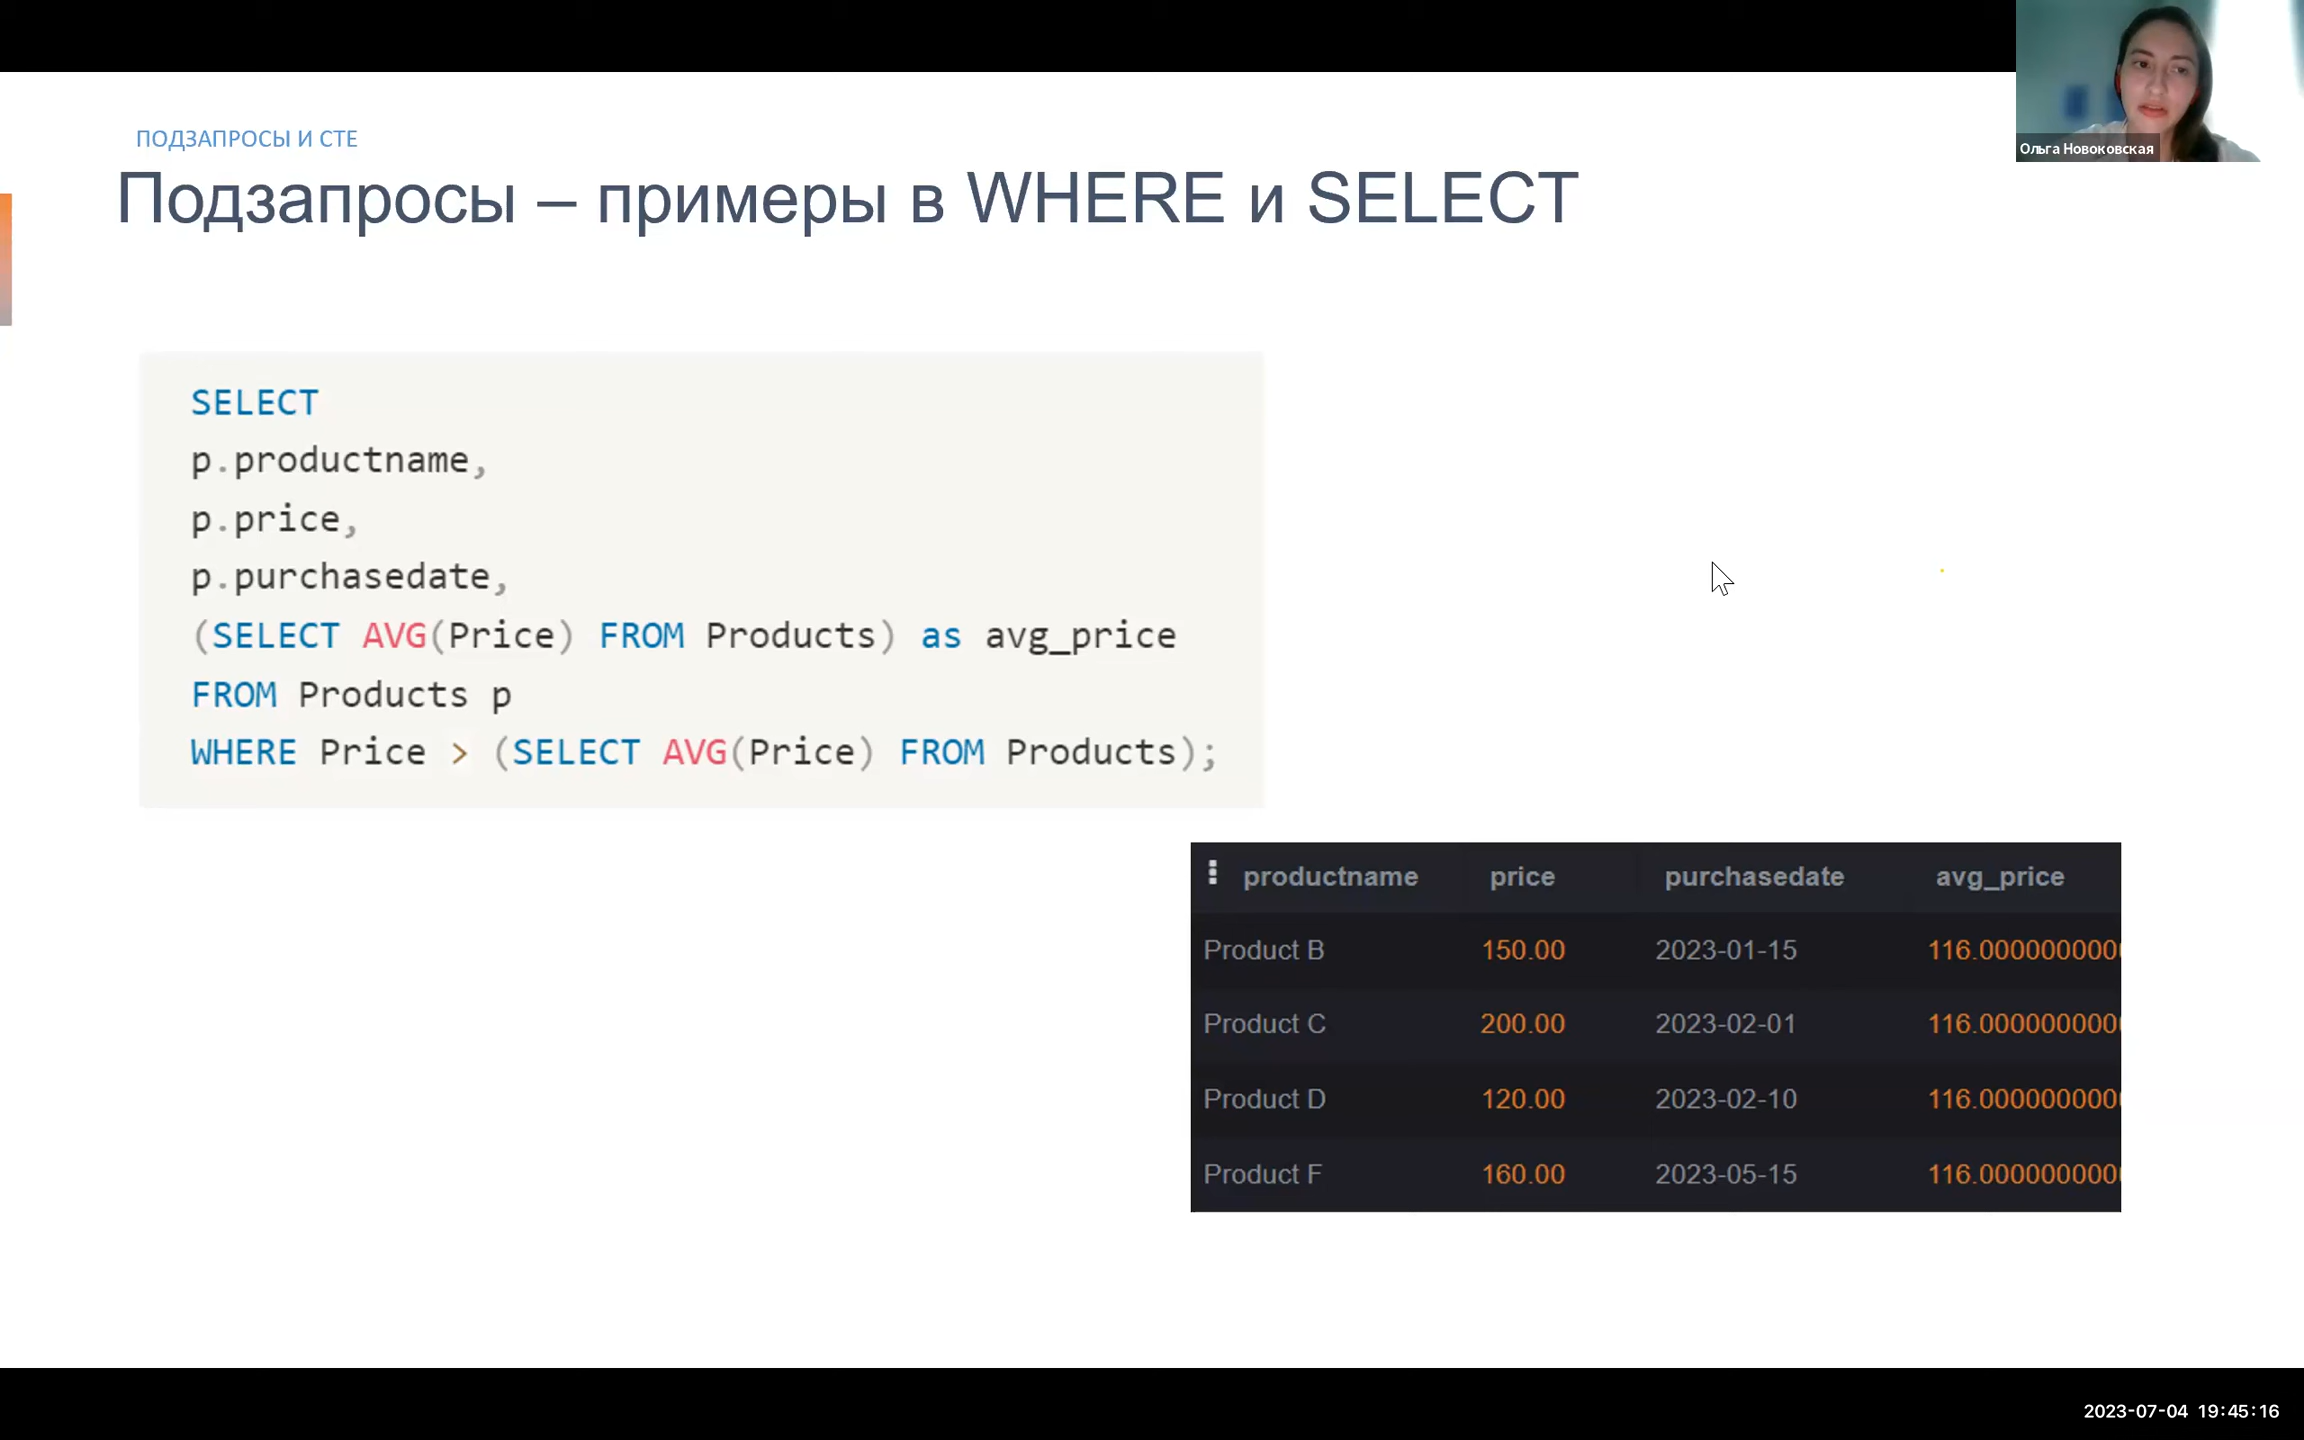 Ольга Новоковская
ПОДЗАПРОСЫ И CTE
Подзапросы – примеры в WHERE и SELECT
SELECT
p.productname,
p.price,
p.purchasedate,
(SELECT AVG(Price) FROM Products) as avg_price
FROM Products p
WHERE Price > (SELECT AVG(Price) FROM Products);
productname price purchasedate avg_price
Product B 150.00 2023-01-15 116.0000000000
Product C 200.00 2023-02-01 116.0000000000
Product D 120.00 2023-02-10 116.0000000000
Product F 160.00 2023-05-15 116.0000000000
2023-07-04 19:45:16